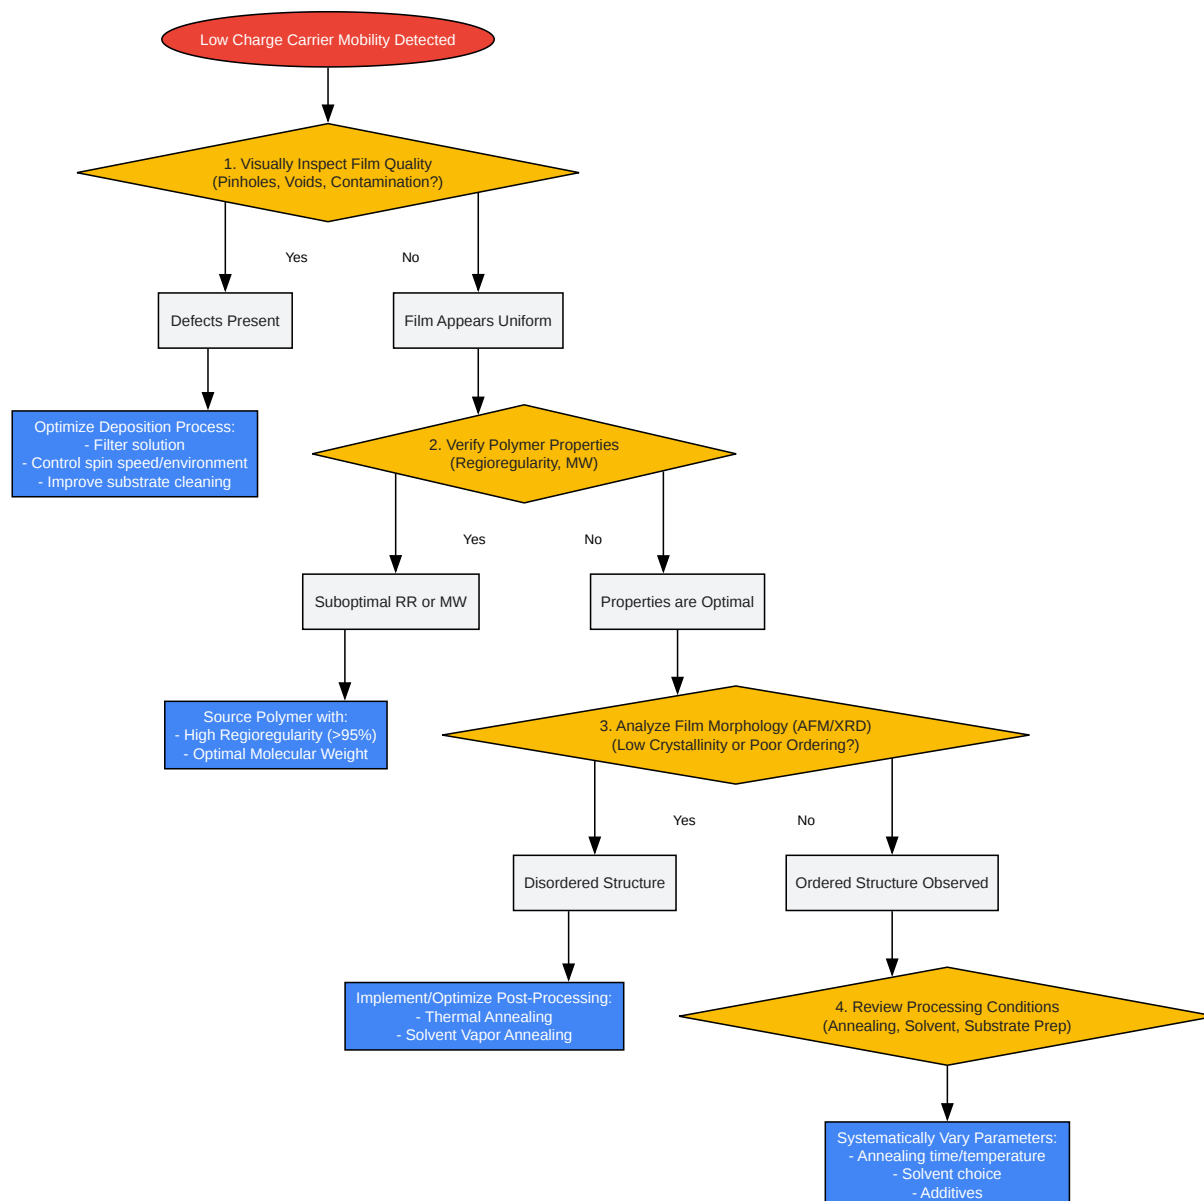 Low Charge Carrier Mobility Detected
1. Visually Inspect Film Quality
(Pinholes, Voids, Contamination?)
Yes
No
Defects Present
Film Appears Uniform
Optimize Deposition Process:
- Filter solution
- Control spin speed/environment
- Improve substrate cleaning
2. Verify Polymer Properties
(Regioregularity, MW)
Yes
No
Suboptimal RR or MW
Properties are Optimal
Source Polymer with:
- High Regioregularity (>95%)
- Optimal Molecular Weight
3. Analyze Film Morphology (AFM/XRD)
(Low Crystallinity or Poor Ordering?)
Yes
No
Disordered Structure
Ordered Structure Observed
Implement/Optimize Post-Processing:
- Thermal Annealing
- Solvent Vapor Annealing
4. Review Processing Conditions
(Annealing, Solvent, Substrate Prep)
Systematically Vary Parameters:
- Annealing time/temperature
- Solvent choice
- Additives